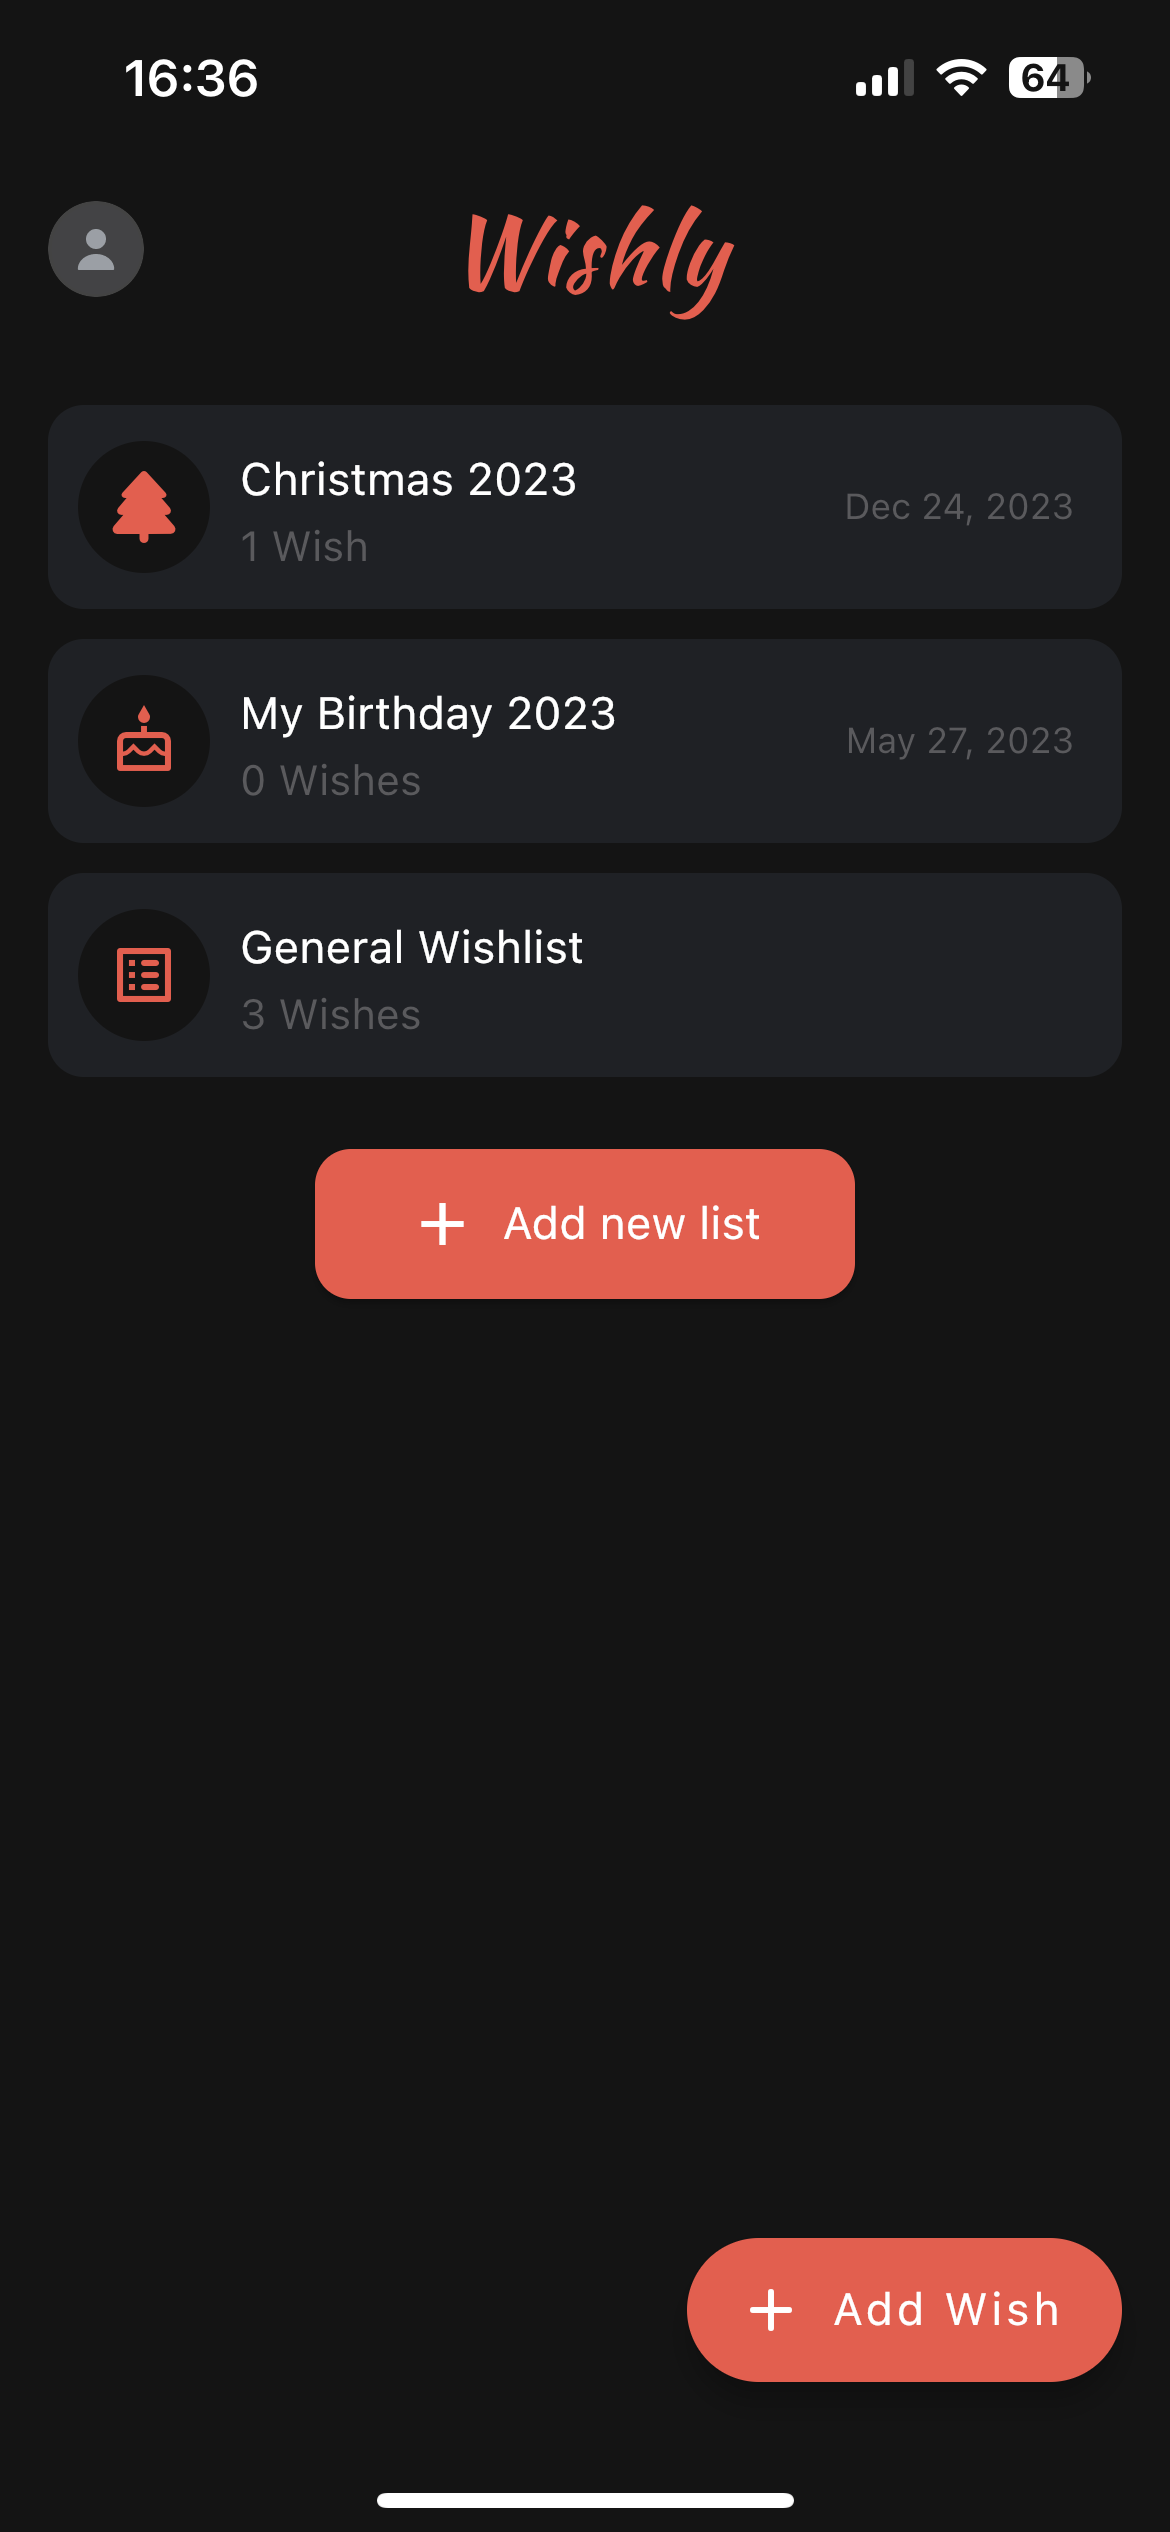 16:36
64
Wishly
Christmas 2023
1 Wish
Dec 24, 2023
My Birthday 2023
0 Wishes
May 27, 2023
General Wishlist
3 Wishes
Add new list
Add Wish